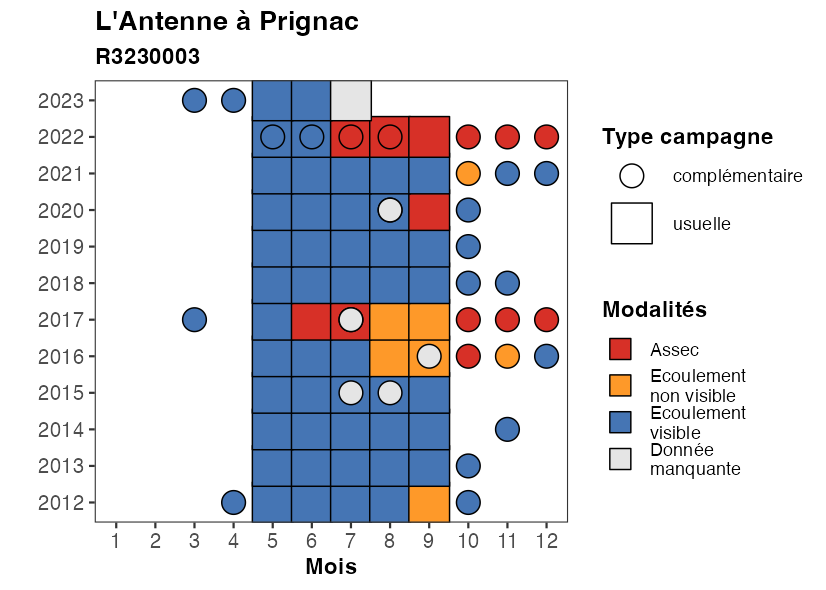 L'Antenne à Prignac
R3230003
2023
2022
2021
2020
2019
2018
2017
2016
2015
2014
2013
2012
1 2 3 4 5 6 7 8 9 10 11 12
Mois
Type campagne
complémentaire
usuelle
Modalités
Assec
Ecoulement
non visible
Ecoulement
visible
Donnée
manquante